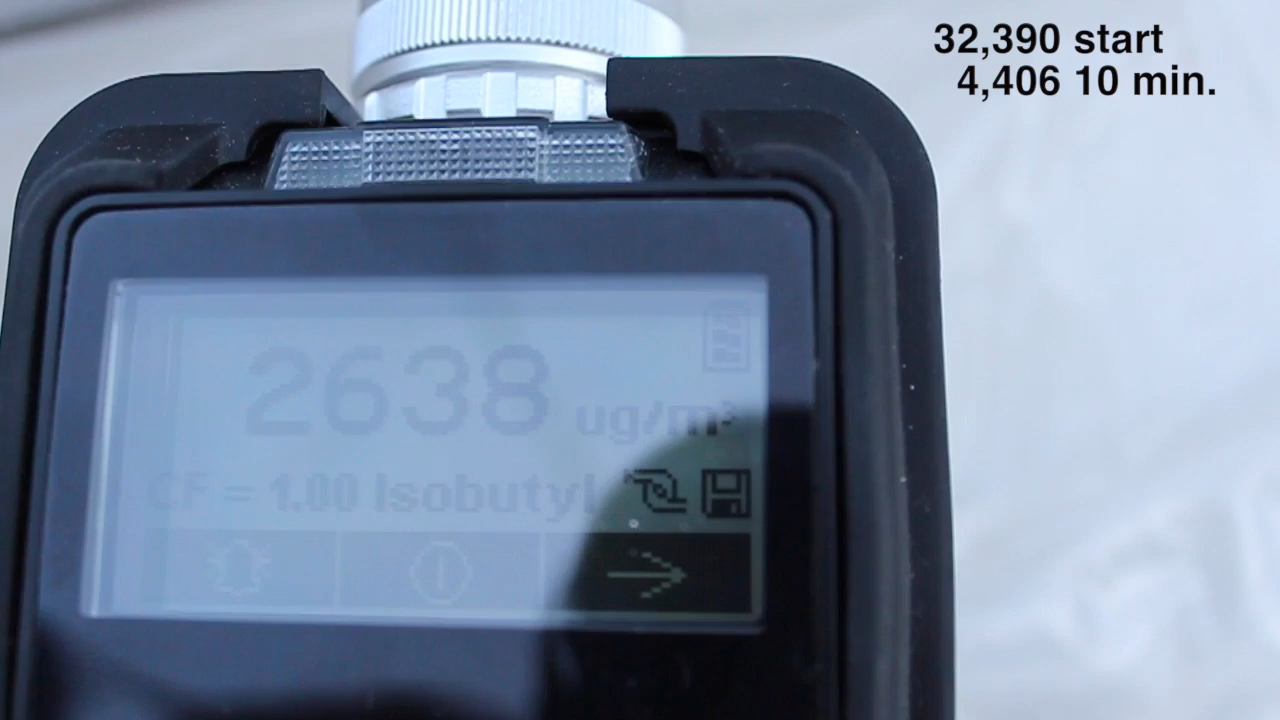 32,390 start
4,406 10 min.
2638 ug/m³
CF = 1.00 Isobutyl